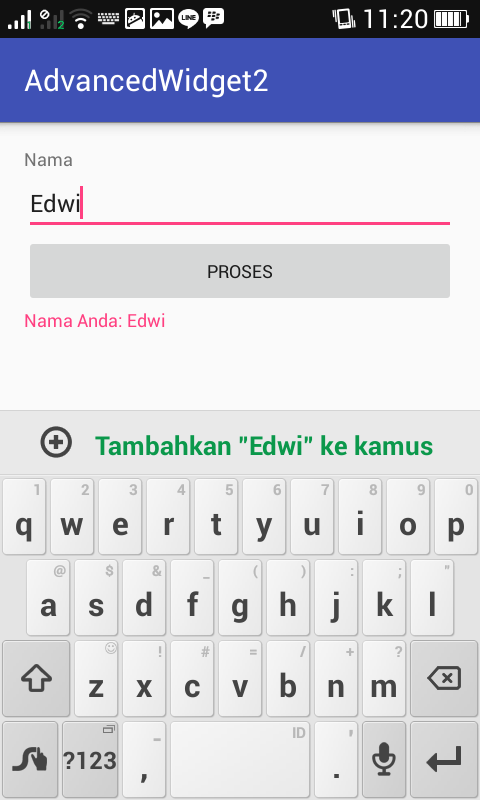 2 11:20
AdvancedWidget2
Nama
Edwi
PROSES
Nama Anda: Edwi
Tambahkan "Edwi" ke kamus
1 2 3 4 5 6 7 8 9 0
q w e r t y u i o p
@ $ & _ ( ) : ; "
a s d f g h j k l
! # = / + ?
z x c v b n m
ID
?123 , .